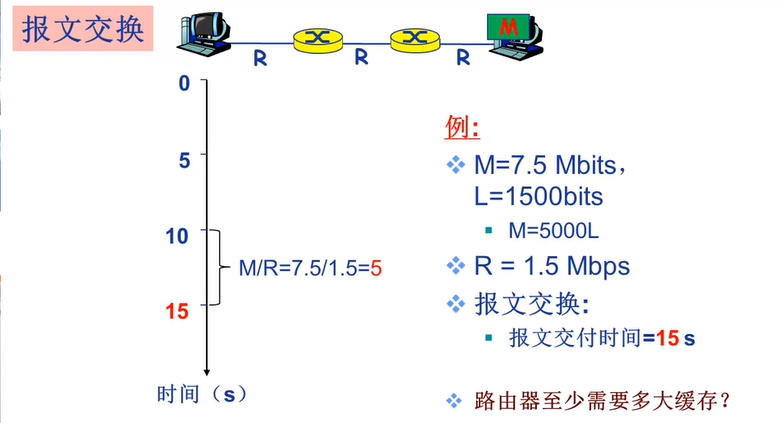 报文交换
M
R
R
R
0
5
10
M/R=7.5/1.5=5
15
时间（s）
例:
M=7.5 Mbits，
L=1500bits
M=5000L
R = 1.5 Mbps
报文交换:
报文交付时间=15 s
路由器至少需要多大缓存？